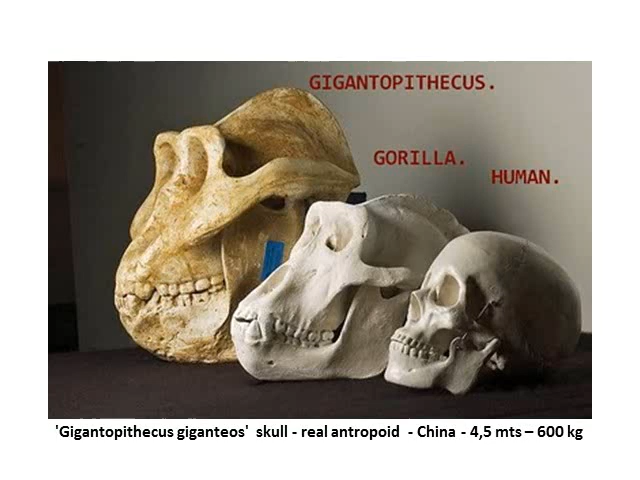 GIGANTOPITHECUS.
GORILLA.
HUMAN.
'Gigantopithecus giganteos' skull - real antropoid - China - 4,5 mts – 600 kg